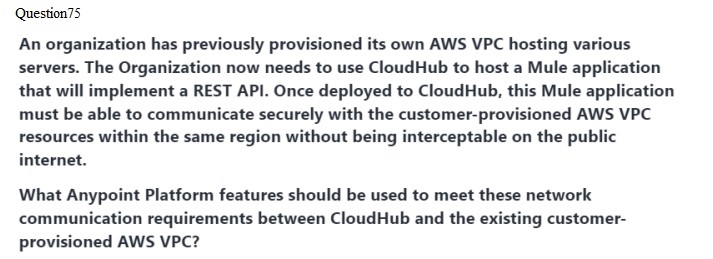 Question75
An organization has previously provisioned its own AWS VPC hosting various
servers. The Organization now needs to use CloudHub to host a Mule application
that will implement a REST API. Once deployed to CloudHub, this Mule application
must be able to communicate securely with the customer-provisioned AWS VPC
resources within the same region without being interceptable on the public
internet.
What Anypoint Platform features should be used to meet these network
communication requirements between CloudHub and the existing customer-
provisioned AWS VPC?